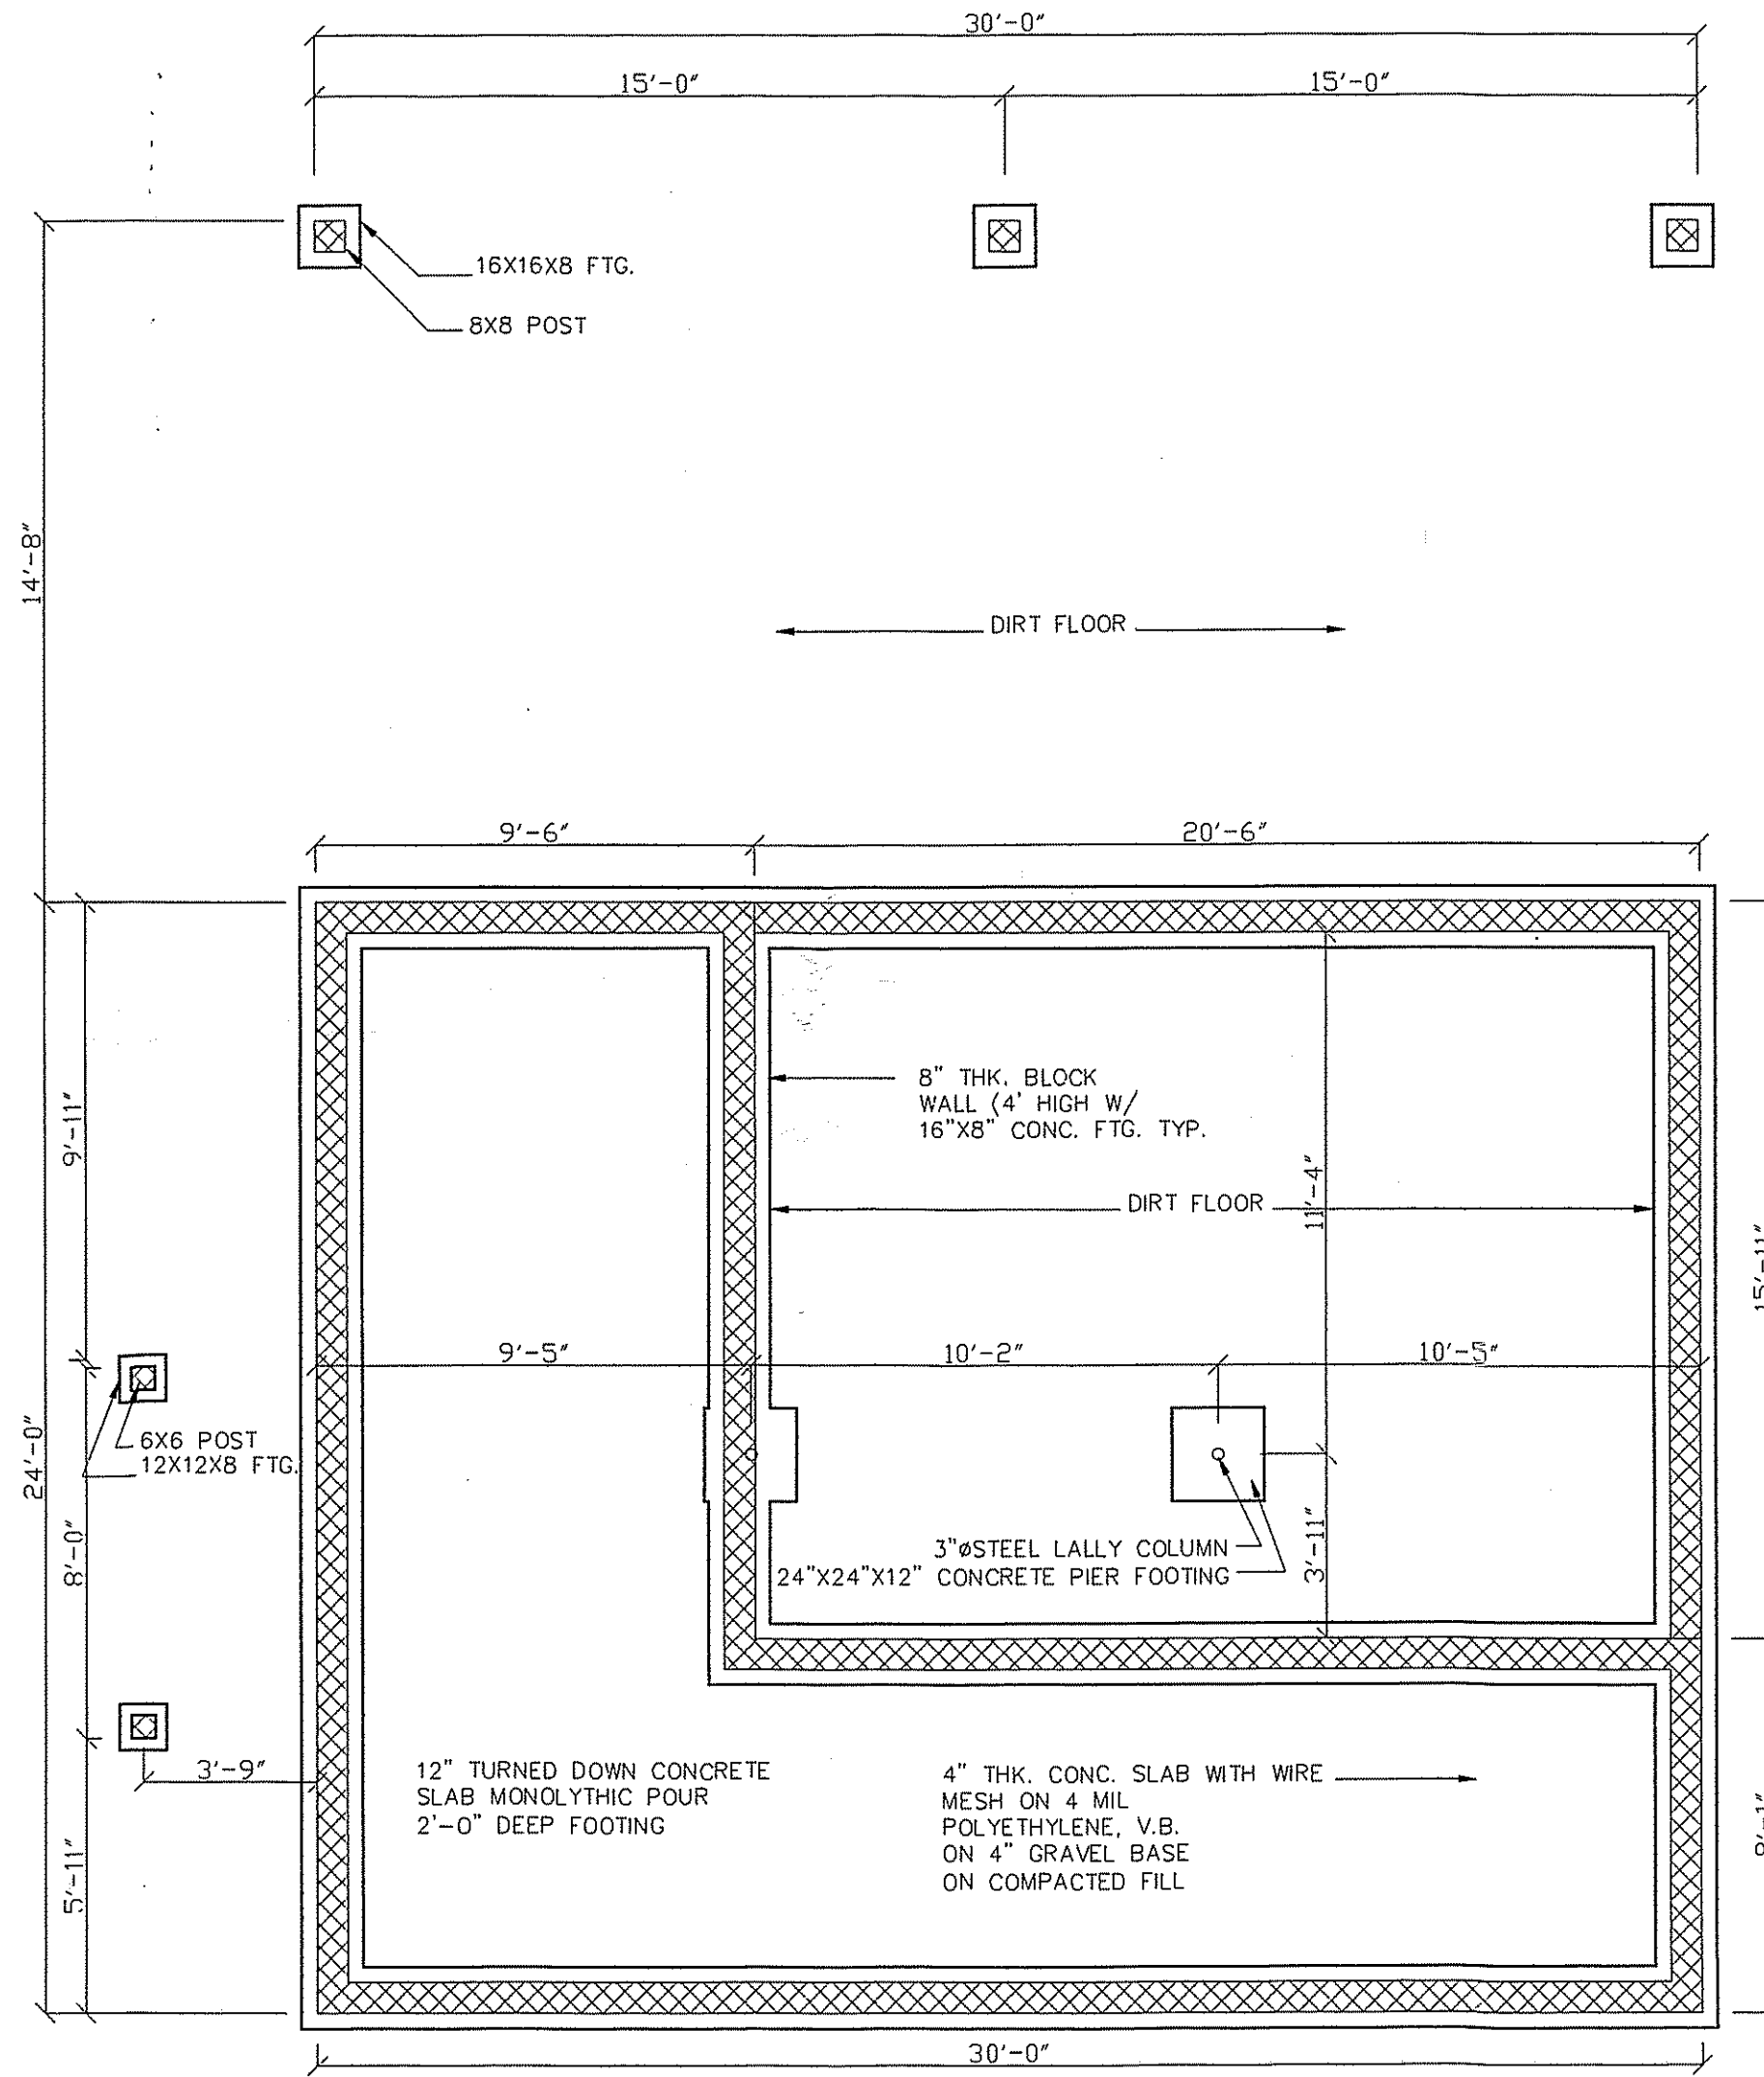 30'-0"
15'-0"
15'-0"
16X16X8 FTG.
8X8 POST
14'-8"
DIRT FLOOR
9'-6"
20'-6"
9'-11"
8" THK. BLOCK
WALL (4' HIGH W/
16"X8" CONC. FTG. TYP.
11'-4"
DIRT FLOOR
15'-11"
9'-5"
10'-2"
10'-5"
24'-0"
6X6 POST
12X12X8 FTG.
8'-0"
3"øSTEEL LALLY COLUMN
24"X24"X12" CONCRETE PIER FOOTING
3'-11"
3'-9"
12" TURNED DOWN CONCRETE
SLAB MONOLYTHIC POUR
2'-0" DEEP FOOTING
4" THK. CONC. SLAB WITH WIRE
MESH ON 4 MIL
POLYETHYLENE, V.B.
ON 4" GRAVEL BASE
ON COMPACTED FILL
8'-1"
5'-11"
30'-0"